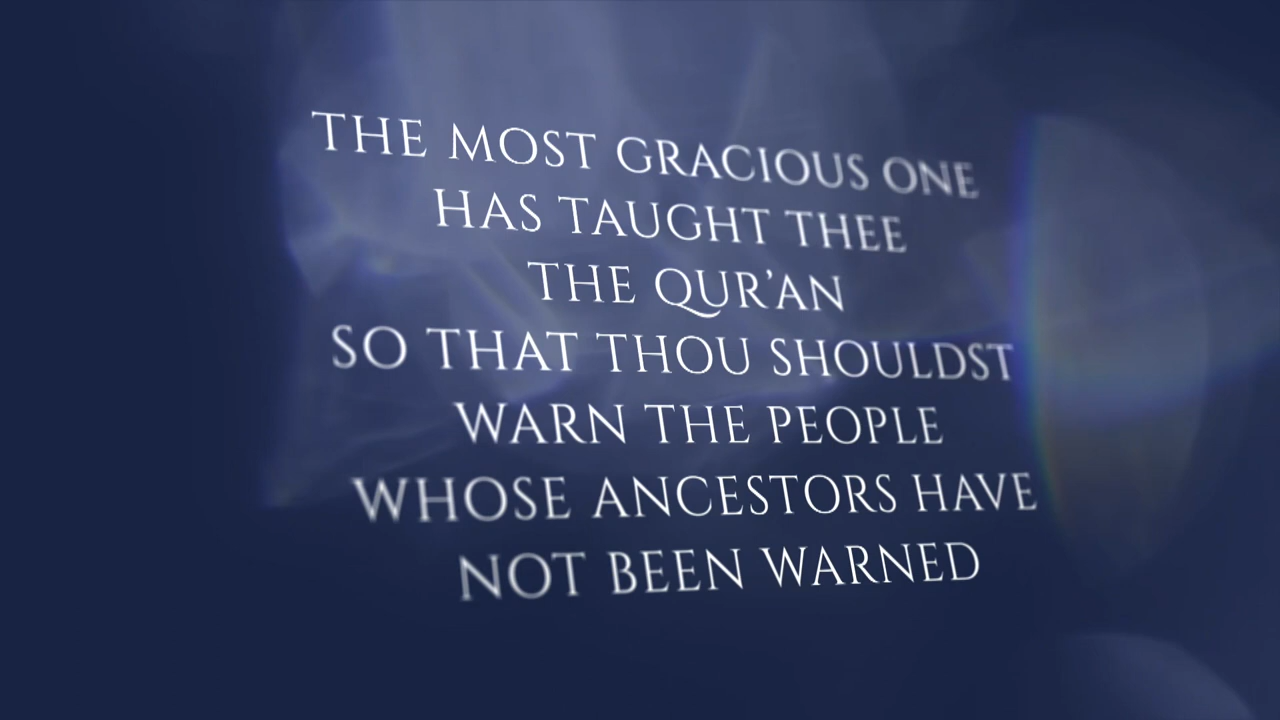 THE MOST GRACIOUS ONE
HAS TAUGHT THEE
THE QUR’AN
SO THAT THOU SHOULDST
WARN THE PEOPLE
WHOSE ANCESTORS HAVE
NOT BEEN WARNED